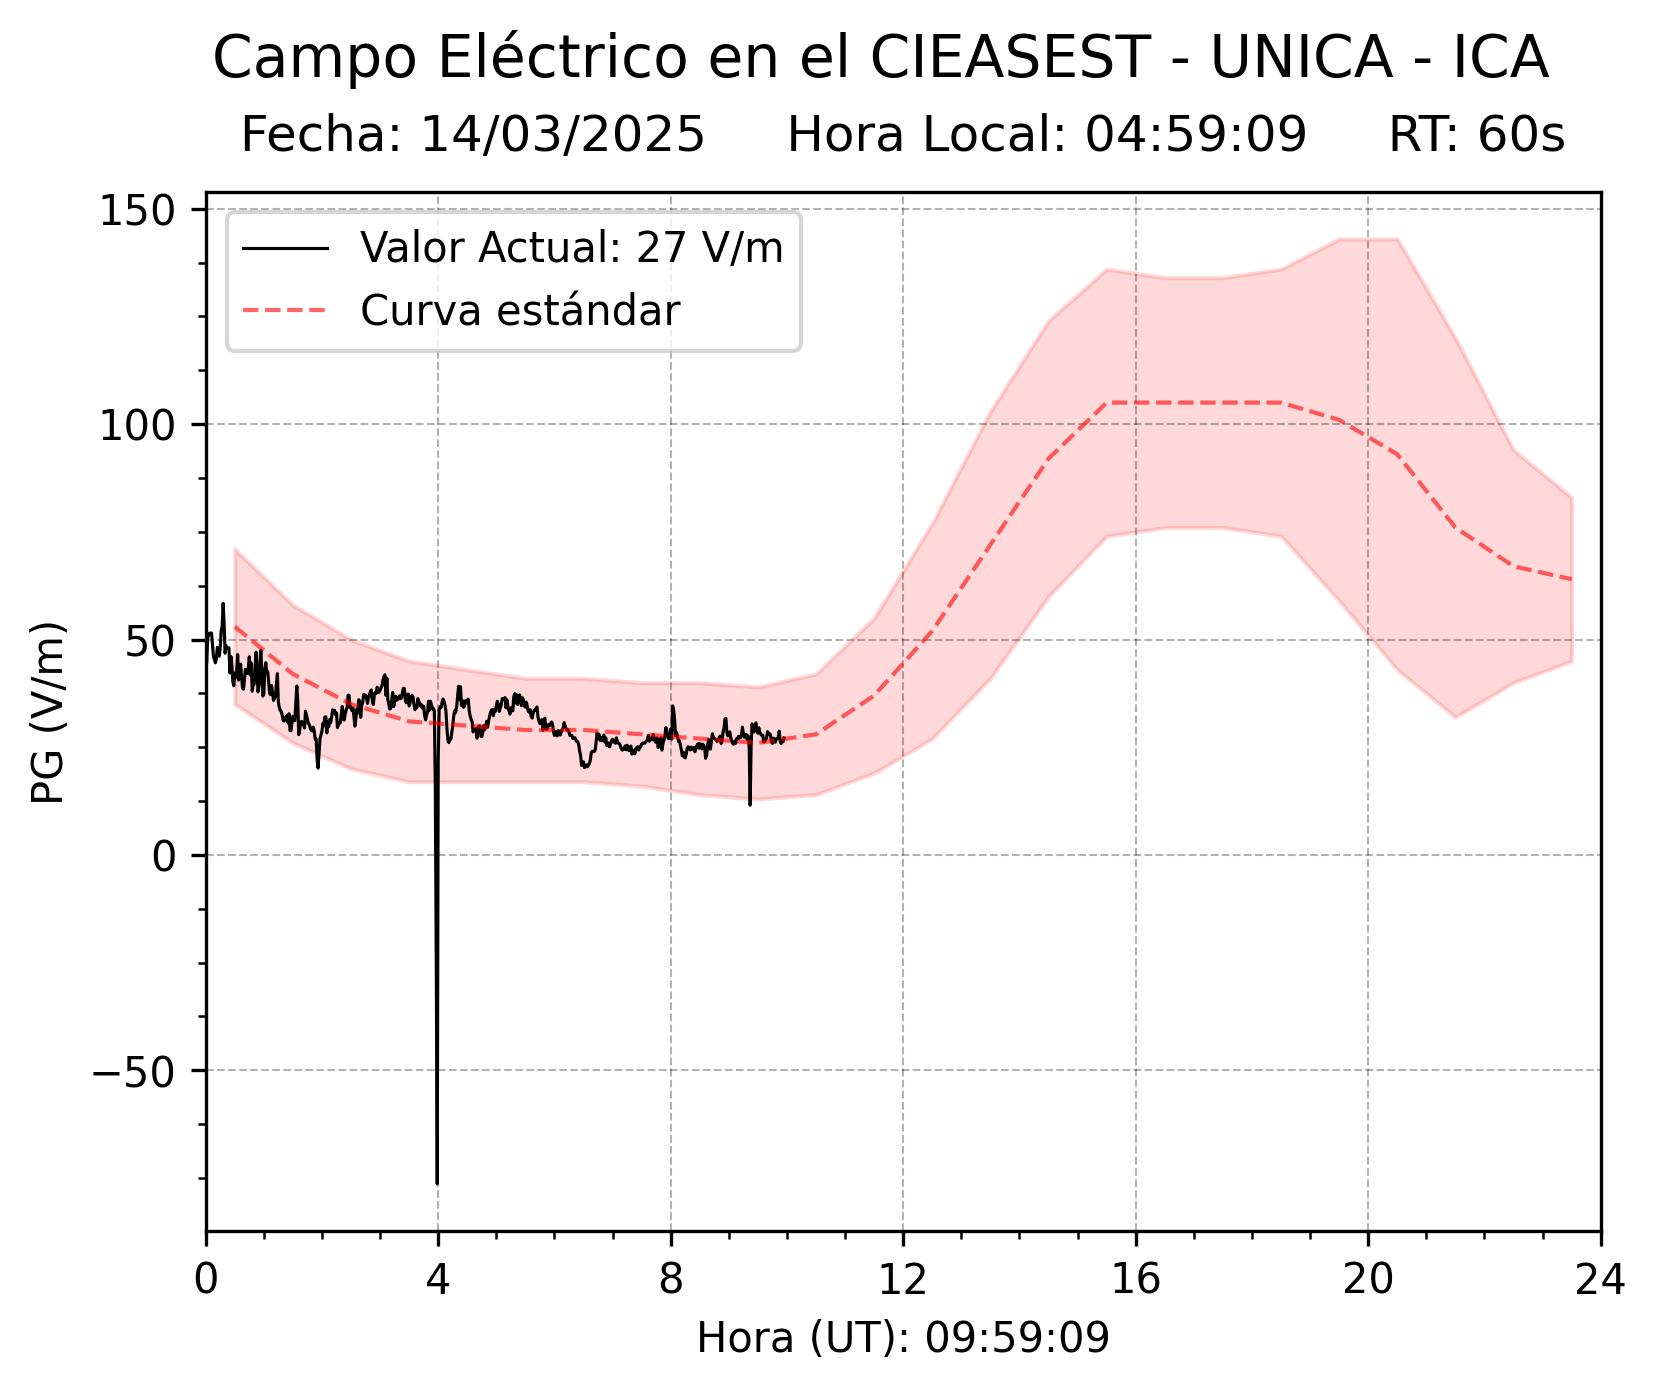 Campo Eléctrico en el CIEASEST - UNICA - ICA
Fecha: 14/03/2025 Hora Local: 04:59:09 RT: 60s
Valor Actual: 27 V/m
Curva estándar
PG (V/m)
150
100
50
0
−50
0 4 8 12 16 20 24
Hora (UT): 09:59:09